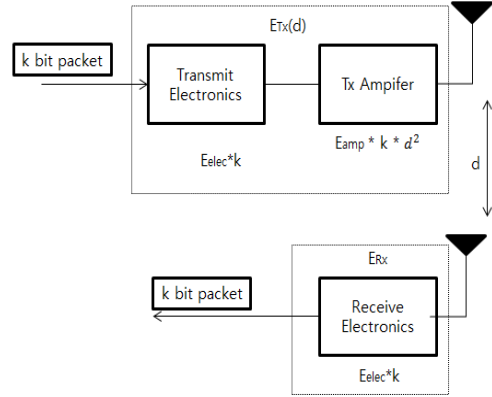 ETx(d)
k bit packet
Transmit
Electronics
Tx Ampifer
Eelec*k
Eamp * k * d²
d
ERx
k bit packet
Receive
Electronics
Eelec*k